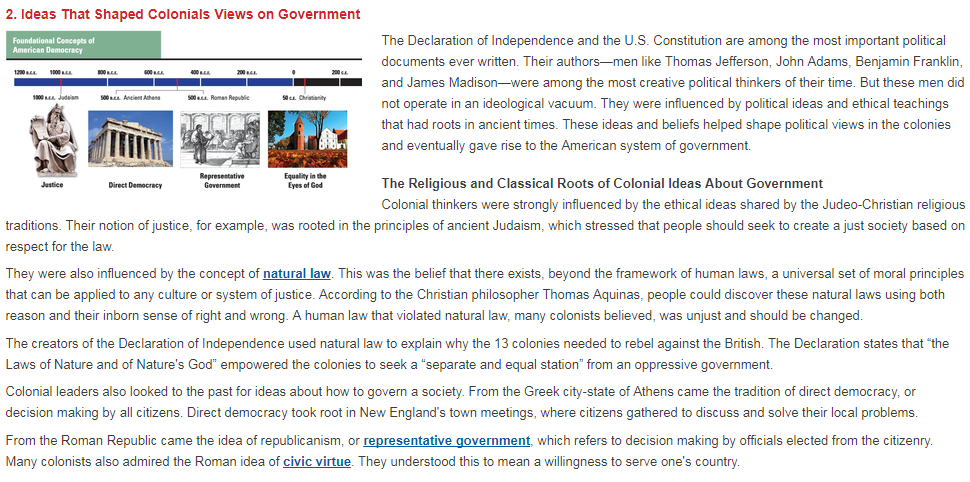 2. Ideas That Shaped Colonials Views on Government
Foundational Concepts of
American Democracy
1200 B.C.E. 1000 B.C.E. 800 B.C.E. 600 B.C.E. 400 B.C.E. 200 B.C.E. 0 200 C.E.
1000 B.C.E. Judaism 500 B.C.E. Ancient Athens 500 B.C.E. Roman Republic 50 C.E. Christianity
Justice
Direct Democracy
Representative
Government
Equality in the
Eyes of God
The Declaration of Independence and the U.S. Constitution are among the most important political
documents ever written. Their authors—men like Thomas Jefferson, John Adams, Benjamin Franklin,
and James Madison—were among the most creative political thinkers of their time. But these men did
not operate in an ideological vacuum. They were influenced by political ideas and ethical teachings
that had roots in ancient times. These ideas and beliefs helped shape political views in the colonies
and eventually gave rise to the American system of government.
The Religious and Classical Roots of Colonial Ideas About Government
Colonial thinkers were strongly influenced by the ethical ideas shared by the Judeo-Christian religious
traditions. Their notion of justice, for example, was rooted in the principles of ancient Judaism, which stressed that people should seek to create a just society based on
respect for the law.
They were also influenced by the concept of natural law. This was the belief that there exists, beyond the framework of human laws, a universal set of moral principles
that can be applied to any culture or system of justice. According to the Christian philosopher Thomas Aquinas, people could discover these natural laws using both
reason and their inborn sense of right and wrong. A human law that violated natural law, many colonists believed, was unjust and should be changed.
The creators of the Declaration of Independence used natural law to explain why the 13 colonies needed to rebel against the British. The Declaration states that “the
Laws of Nature and of Nature's God” empowered the colonies to seek a “separate and equal station” from an oppressive government.
Colonial leaders also looked to the past for ideas about how to govern a society. From the Greek city-state of Athens came the tradition of direct democracy, or
decision making by all citizens. Direct democracy took root in New England's town meetings, where citizens gathered to discuss and solve their local problems.
From the Roman Republic came the idea of republicanism, or representative government, which refers to decision making by officials elected from the citizenry.
Many colonists also admired the Roman idea of civic virtue. They understood this to mean a willingness to serve one's country.